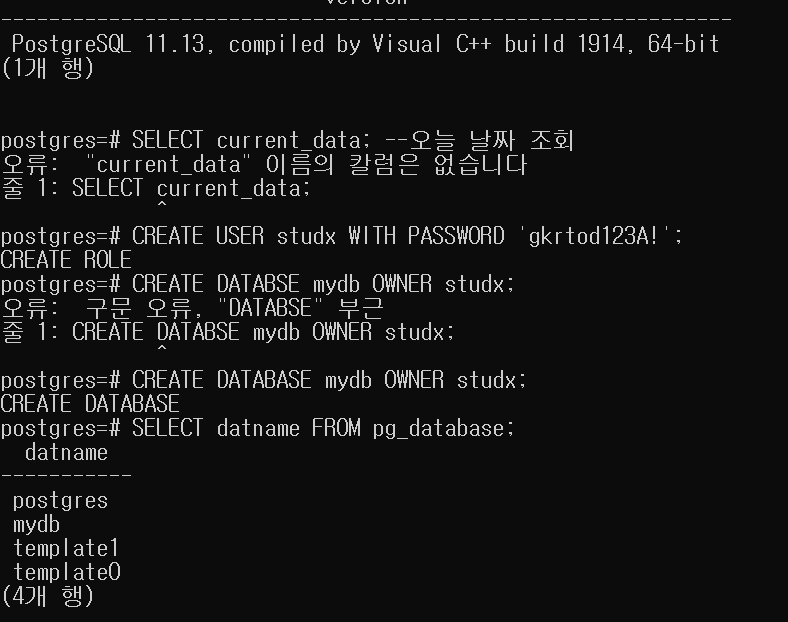 version
--------------------------------------------------------------
PostgreSQL 11.13, compiled by Visual C++ build 1914, 64-bit
(1개 행)
postgres=# SELECT current_data; --오늘 날짜 조회
오류:  "current_data" 이름의 칼럼은 없습니다
줄 1: SELECT current_data;
^
postgres=# CREATE USER studx WITH PASSWORD 'gkrtod123A!';
CREATE ROLE
postgres=# CREATE DATABSE mydb OWNER studx;
오류:  구문 오류, "DATABSE" 부근
줄 1: CREATE DATABSE mydb OWNER studx;
^
postgres=# CREATE DATABASE mydb OWNER studx;
CREATE DATABASE
postgres=# SELECT datname FROM pg_database;
datname
-----------
postgres
mydb
template1
template0
(4개 행)